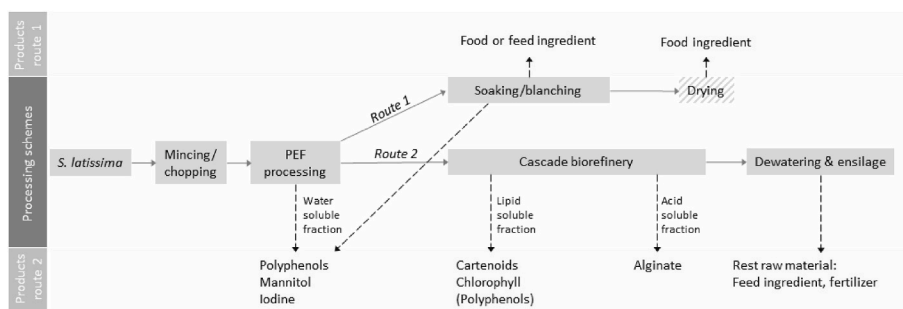 Products
route 1
Food or feed ingredient
Food ingredient
Processing schemes
Soaking/blanching
Drying
Route 1
S. latissima
Mincing/
chopping
PEF
processing
Route 2
Cascade biorefinery
Dewatering & ensilage
Water
soluble
fraction
Lipid
soluble
fraction
Acid
soluble
fraction
Products
route 2
Polyphenols
Mannitol
Iodine
Cartenoids
Chlorophyll
(Polyphenols)
Alginate
Rest raw material:
Feed ingredient, fertilizer